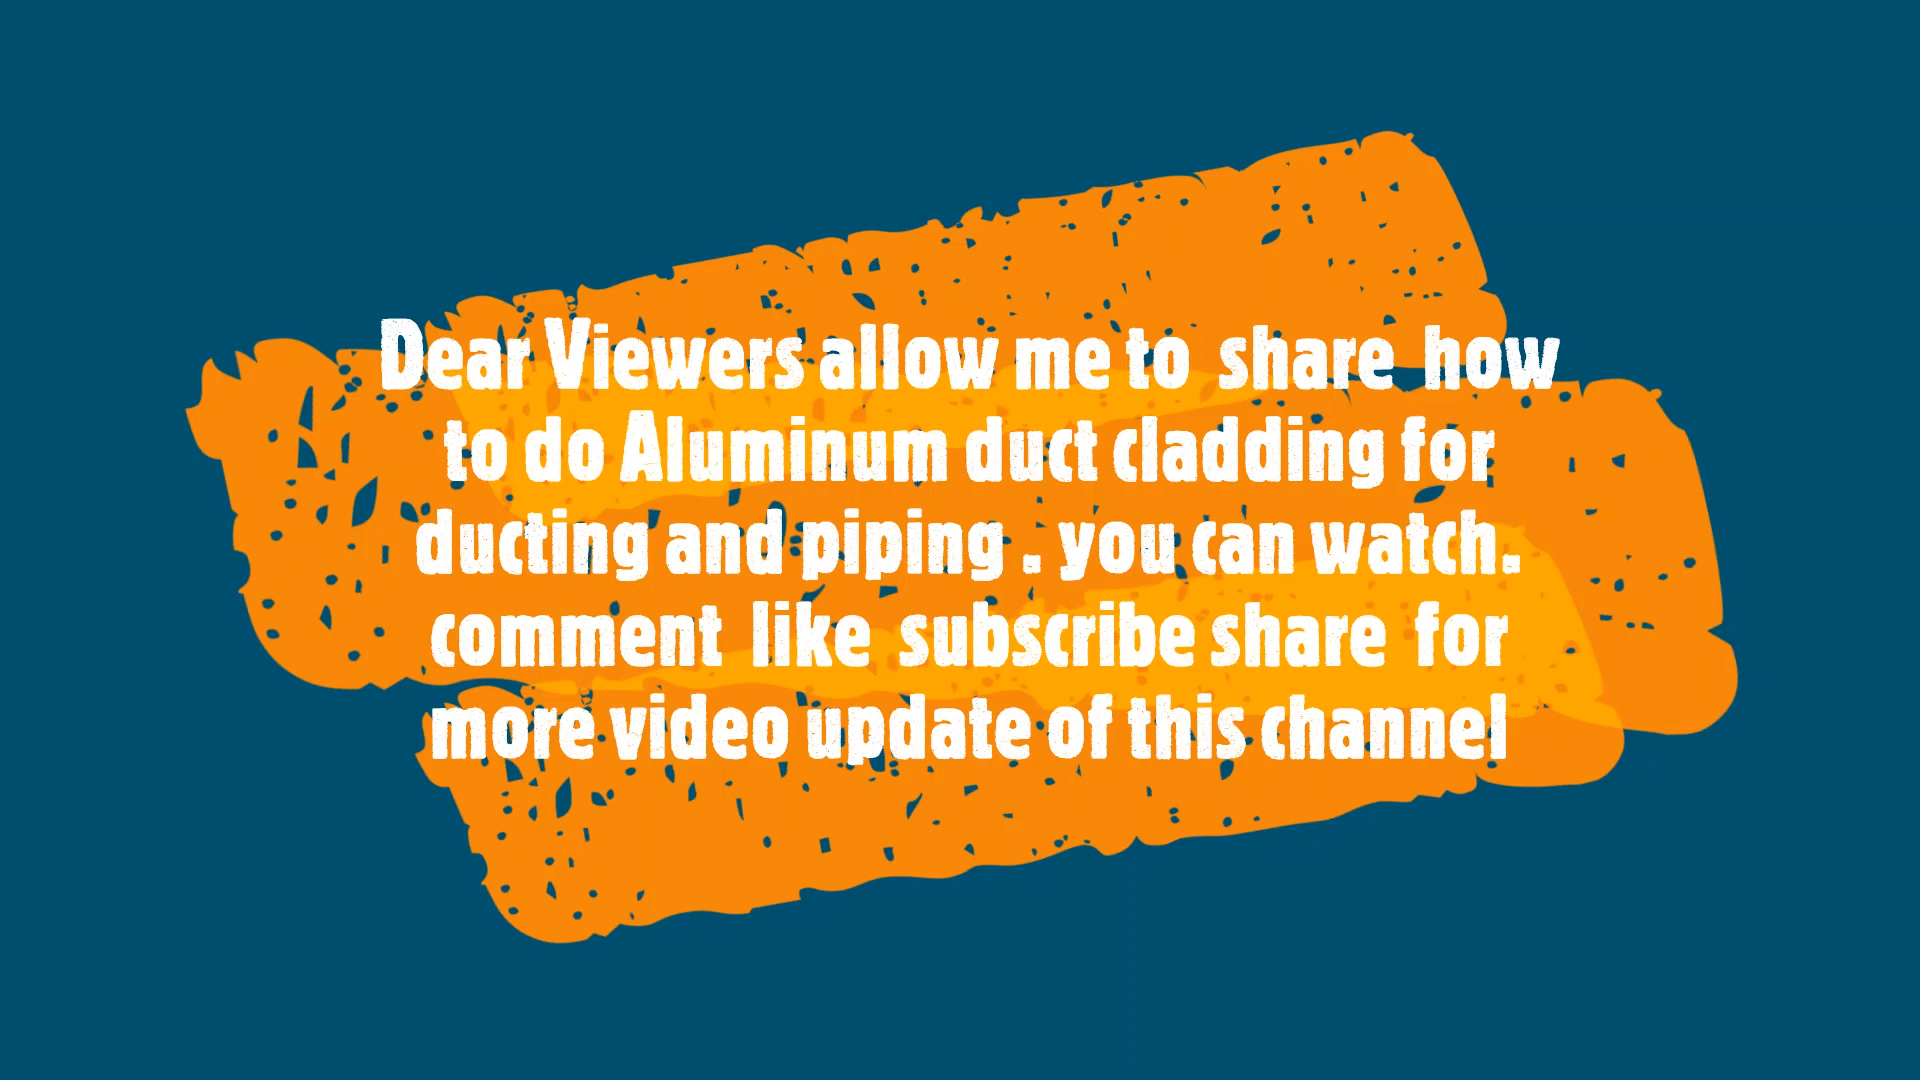 Dear Viewers allow me to share how
to do Aluminum duct cladding for
ducting and piping . you can watch.
comment like subscribe share for
more video update of this channel